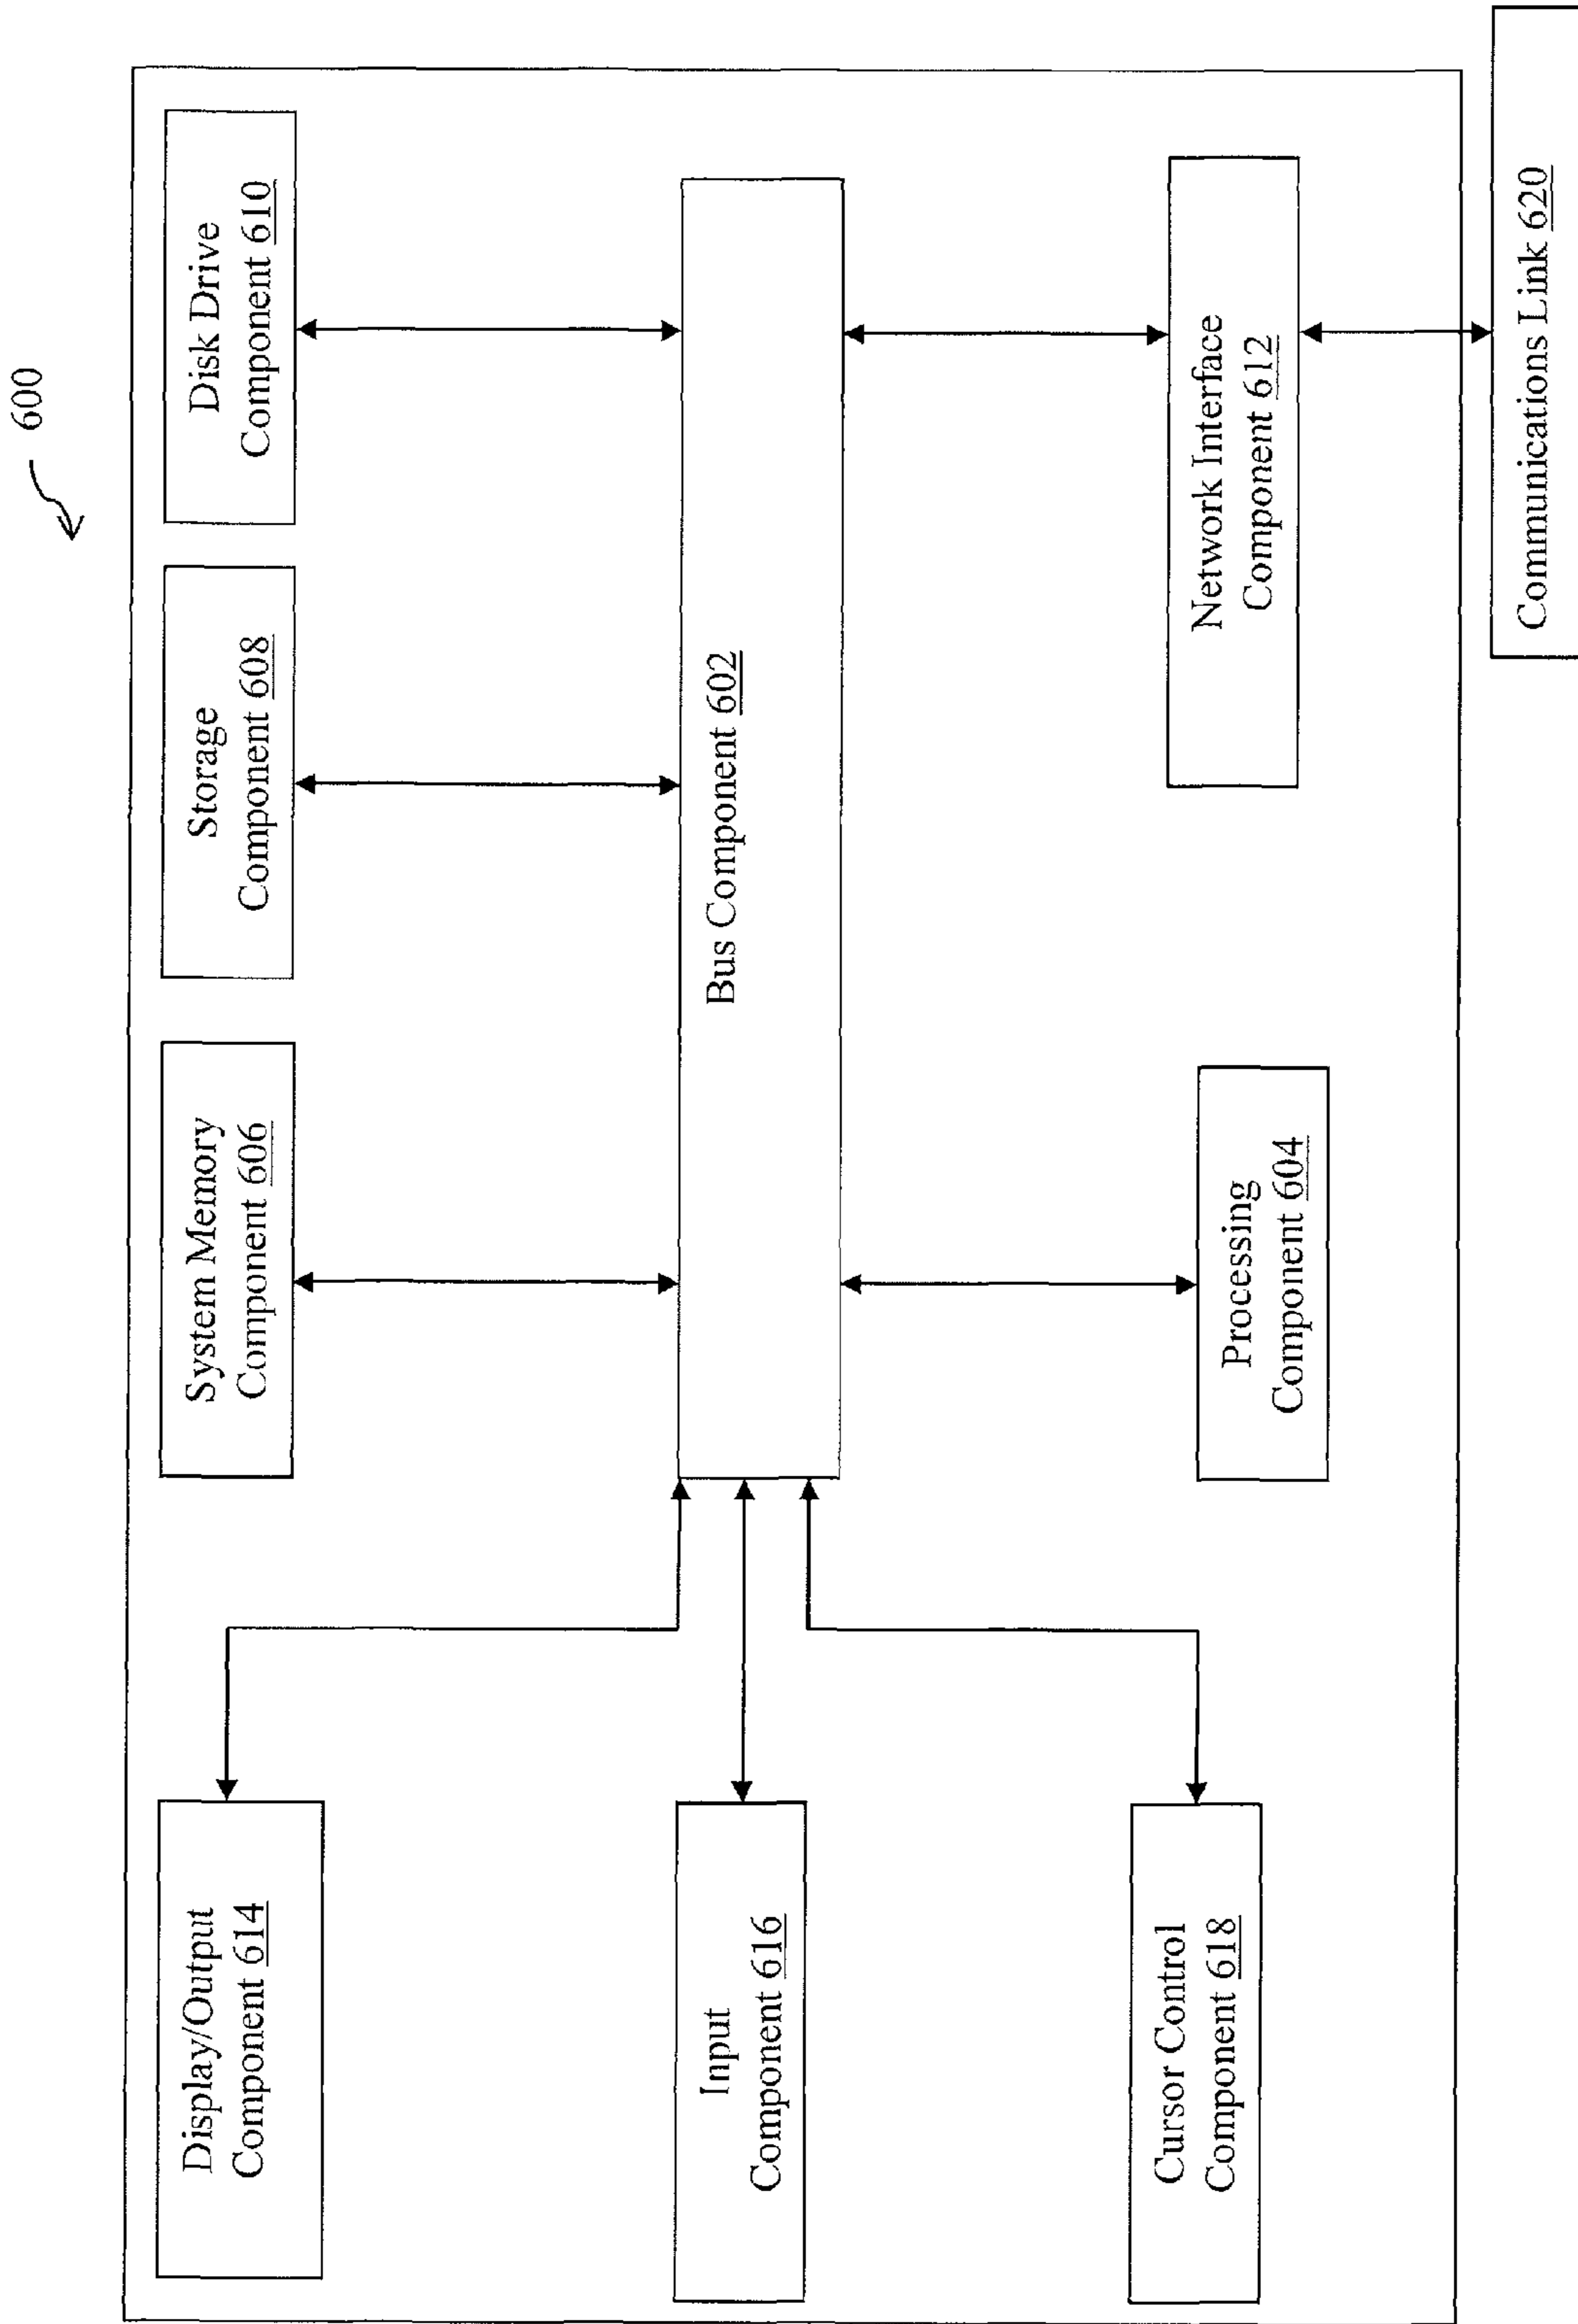 600
Display/Output
Component 614
System Memory
Component 606
Storage
Component 608
Disk Drive
Component 610
Input
Component 616
Bus Component 602
Cursor Control
Component 618
Processing
Component 604
Network Interface
Component 612
Communications Link 620